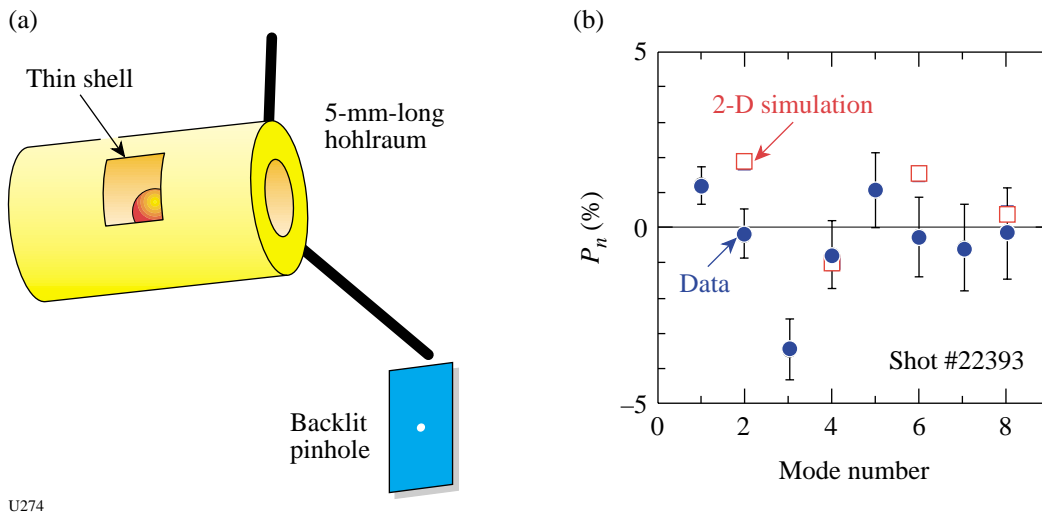 (a)
Thin shell
5-mm-long
hohlraum
Backlit
pinhole
U274
(b)
5
0
–5
P_n (%)
2-D simulation
Data
Shot #22393
0 2 4 6 8
Mode number